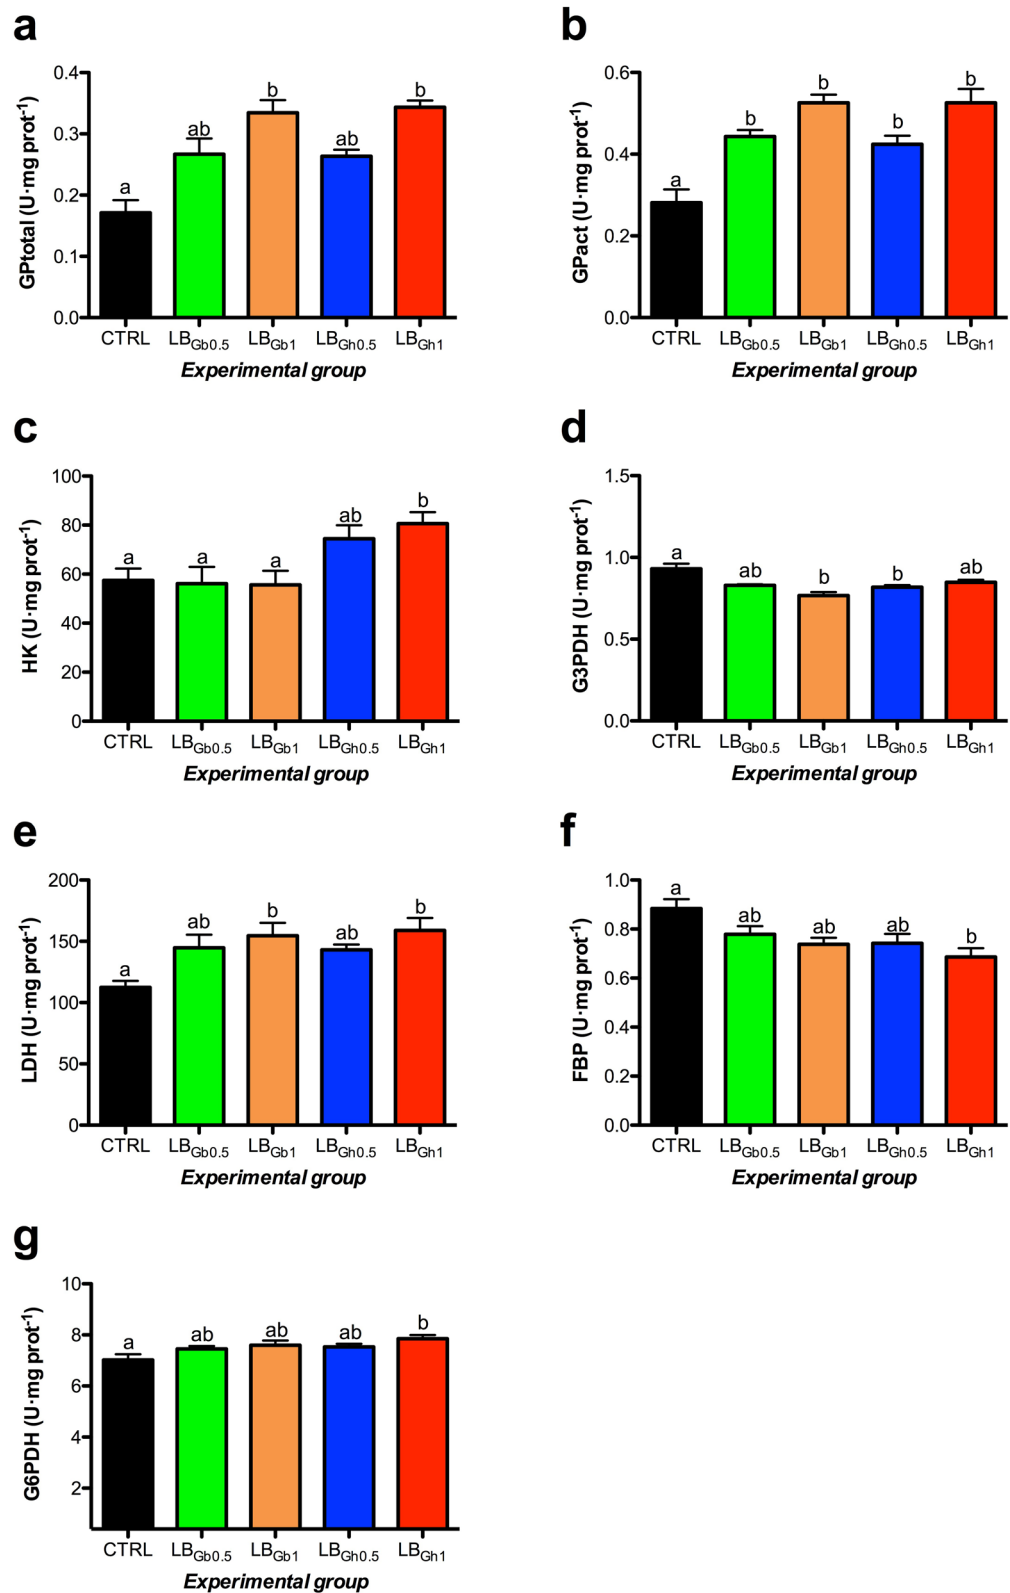 a
GPtotal (U·mg prot-1)
0.4
0.3
0.2
0.1
0.0
a
ab
b
ab
b
CTRL LBGb0.5 LBGb1 LBGh0.5 LBGh1
Experimental group
b
GPact (U·mg prot-1)
0.6
0.4
0.2
0.0
a
b
b
b
b
CTRL LBGb0.5 LBGb1 LBGh0.5 LBGh1
Experimental group
c
HK (U·mg prot-1)
100
80
60
40
20
0
a
a
a
ab
b
CTRL LBGb0.5 LBGb1 LBGh0.5 LBGh1
Experimental group
d
G3PDH (U·mg prot-1)
1.5
1.0
0.5
0.0
a
ab
b
b
ab
CTRL LBGb0.5 LBGb1 LBGh0.5 LBGh1
Experimental group
e
LDH (U·mg prot-1)
200
150
100
50
0
a
ab
b
ab
b
CTRL LBGb0.5 LBGb1 LBGh0.5 LBGh1
Experimental group
f
FBP (U·mg prot-1)
1.0
0.8
0.6
0.4
0.2
0.0
a
ab
ab
ab
b
CTRL LBGb0.5 LBGb1 LBGh0.5 LBGh1
Experimental group
g
G6PDH (U·mg prot-1)
10
8
6
4
2
a
ab
ab
ab
b
CTRL LBGb0.5 LBGb1 LBGh0.5 LBGh1
Experimental group